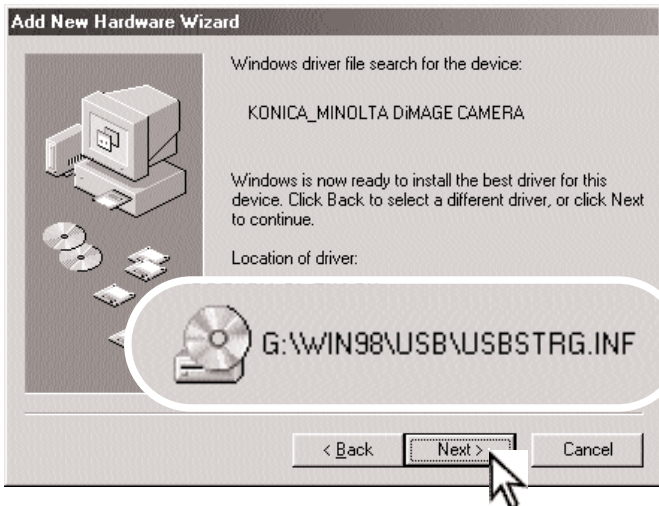 Add New Hardware Wizard
Windows driver file search for the device:
KONICA_MINOLTA DiMAGE CAMERA
Windows is now ready to install the best driver for this
device. Click Back to select a different driver, or click Next
to continue.
Location of driver:
G:\WIN98\USB\USBSTRG.INF
< Back Next > Cancel